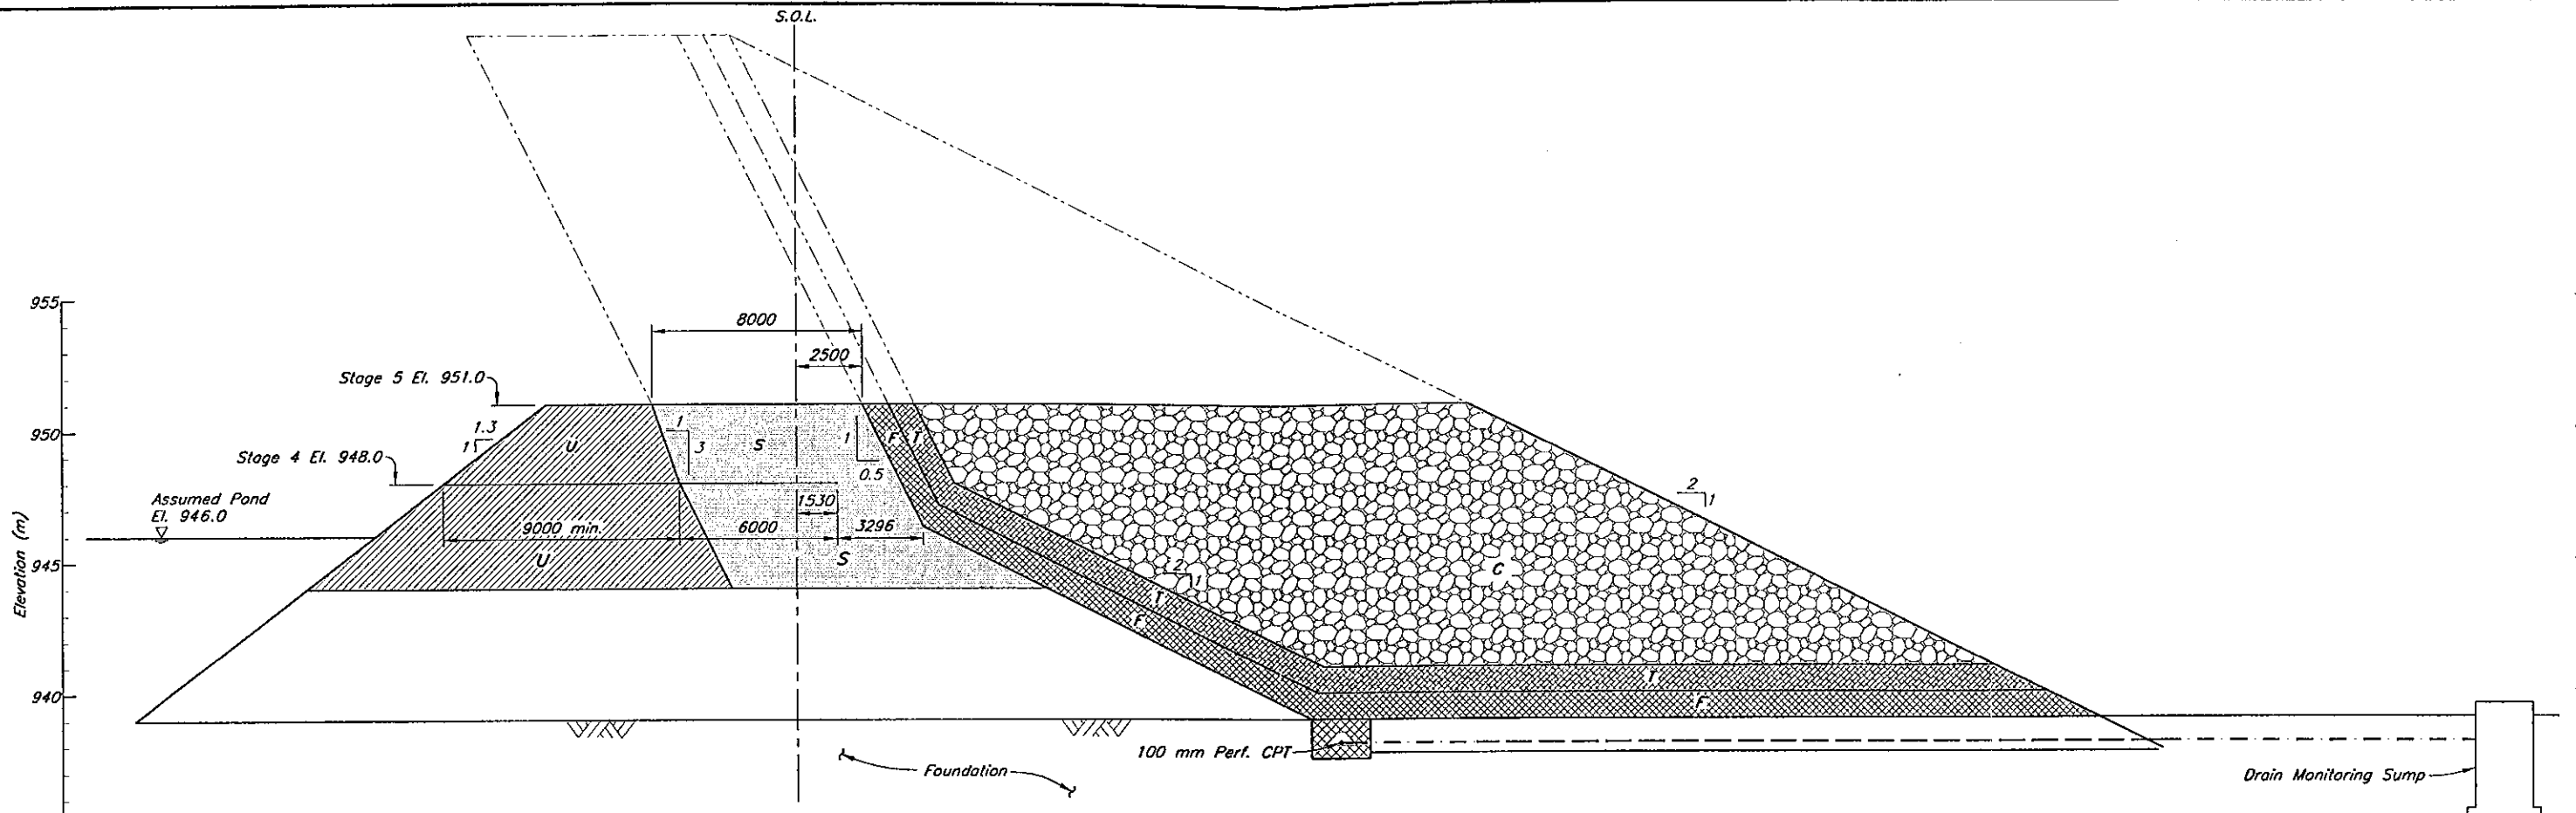 S.O.L.
955
8000
2500
Stage 5 El. 951.0
1.3
1
U
1
3
S
1
0.5
F
T
950
Stage 4 El. 948.0
Assumed Pond
El. 946.0
1530
9000 min.
6000
3296
U
S
2
1
2
1
C
945
T
F
Elevation (m)
940
T
F
100 mm Perf. CPT
Foundation
Drain Monitoring Sump